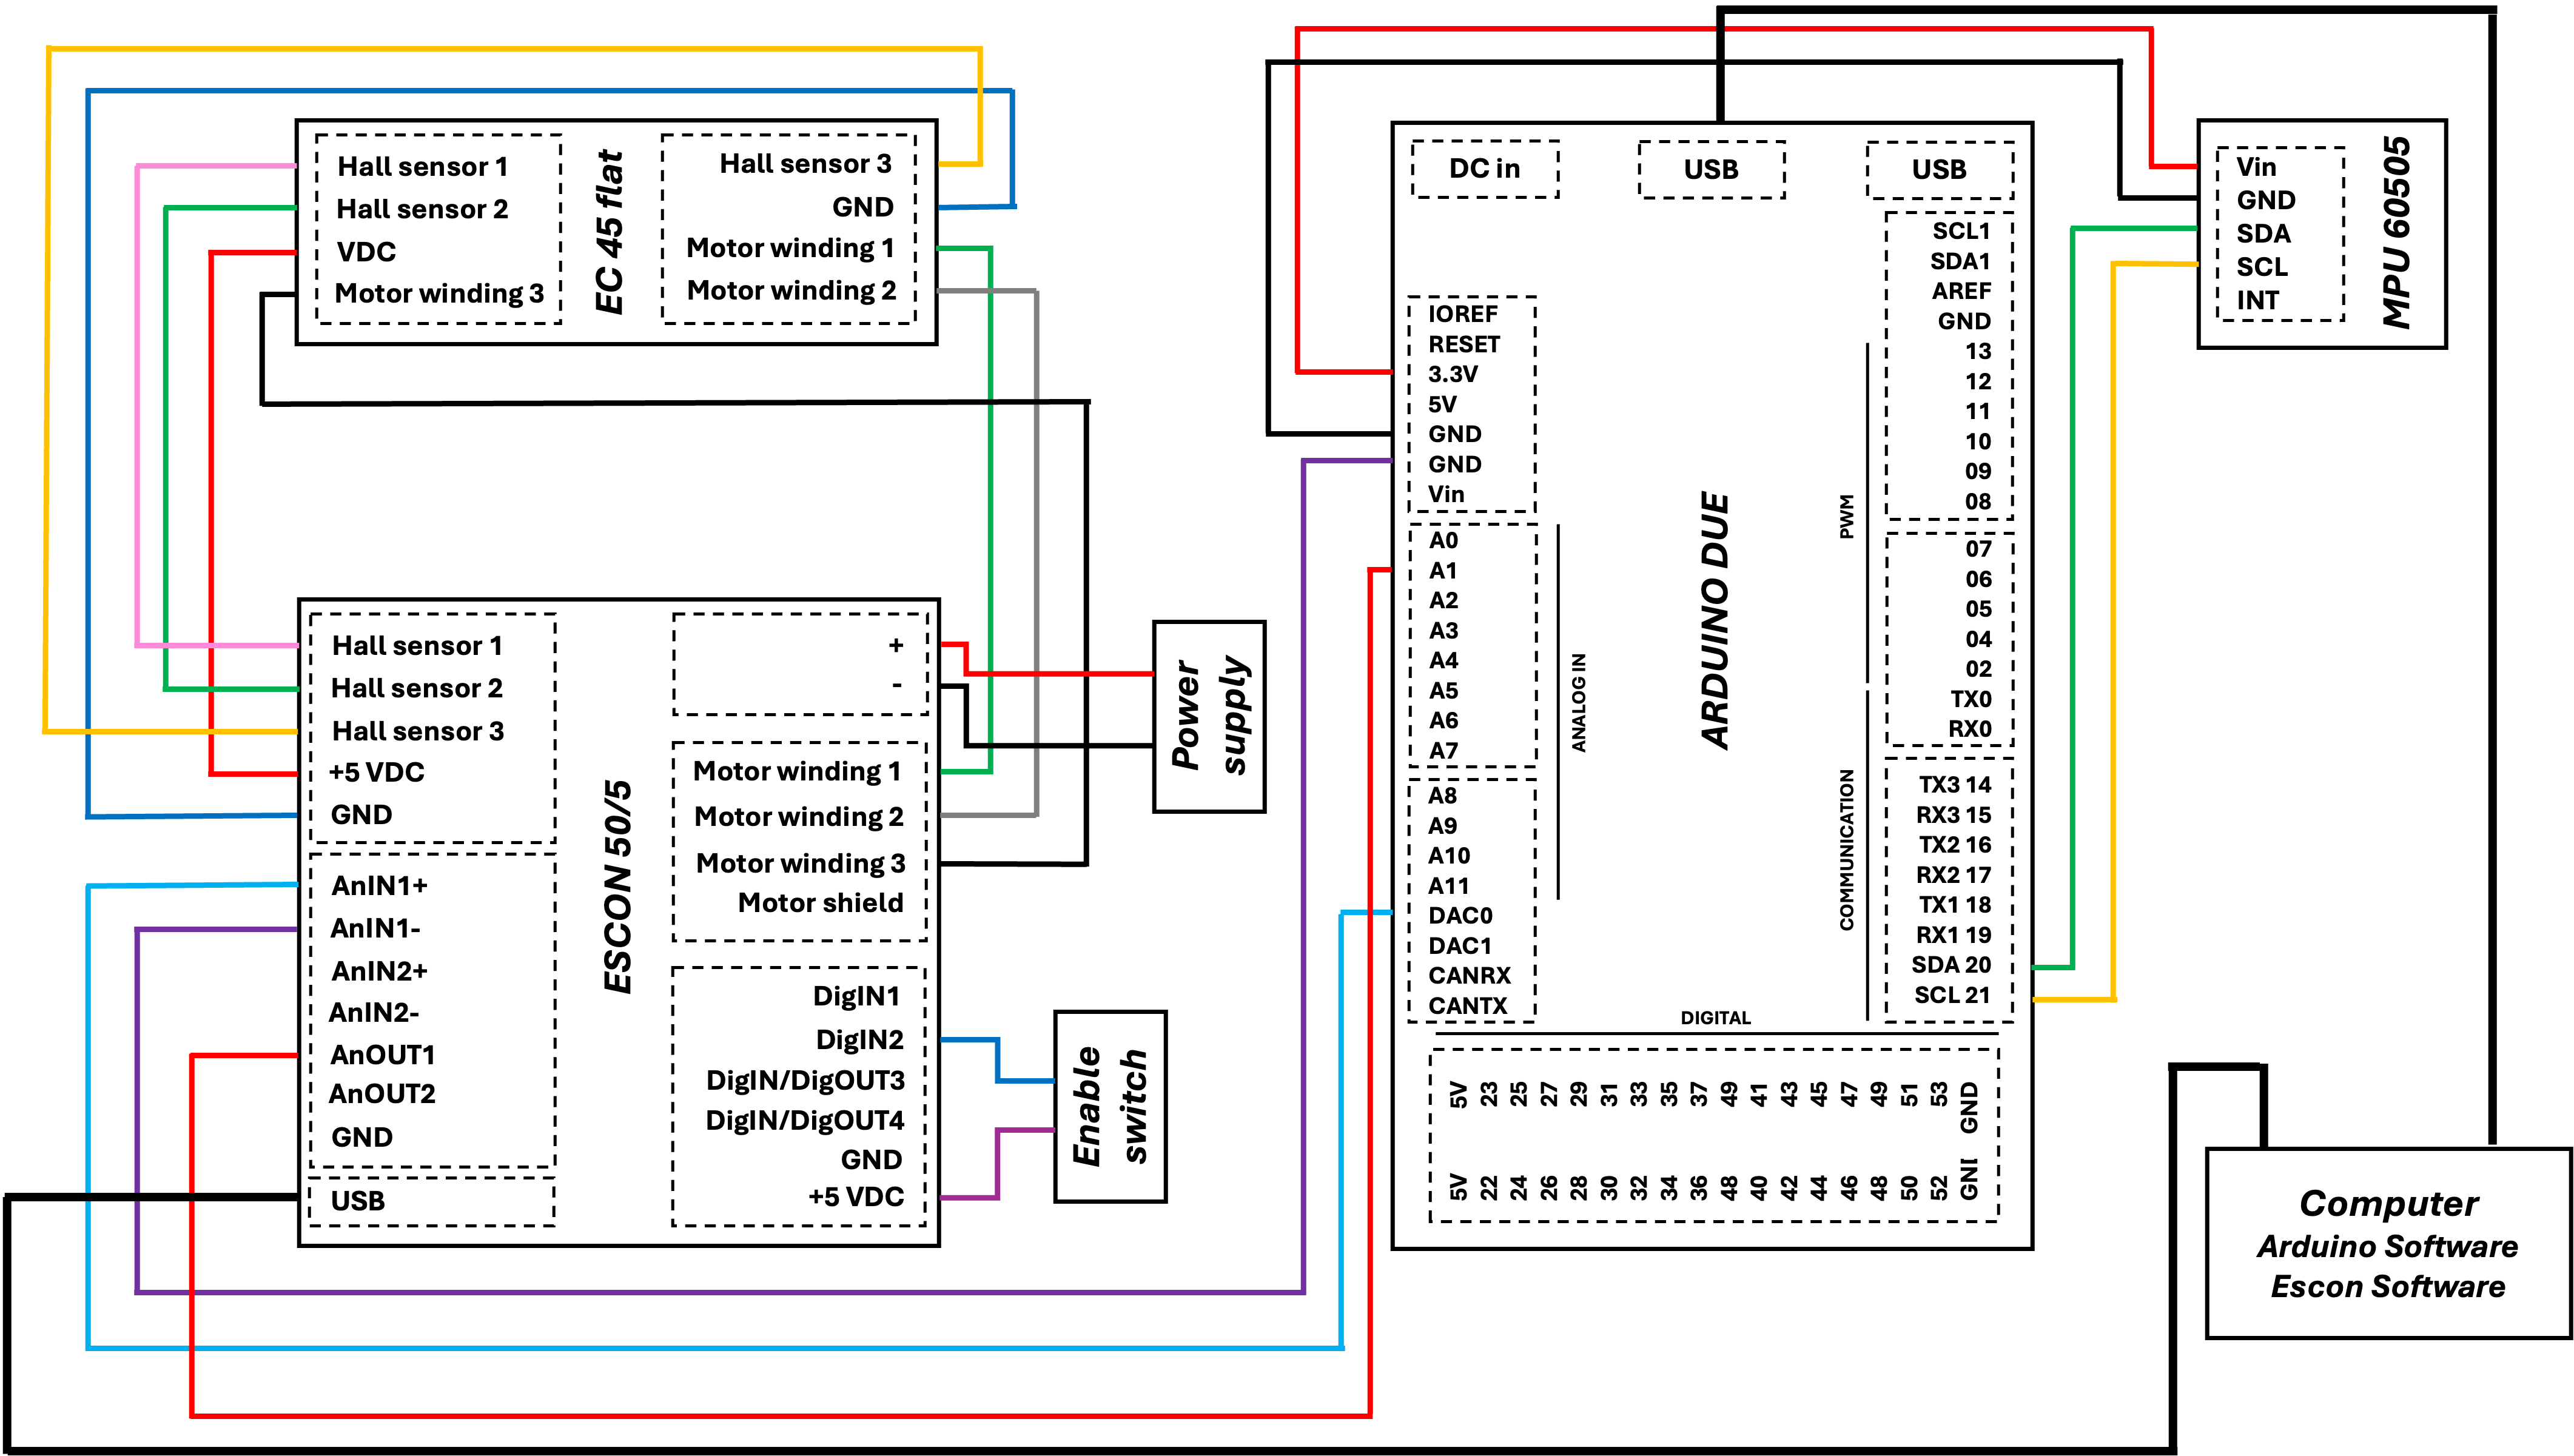 Hall sensor 1
Hall sensor 2
VDC
Motor winding 3
EC 45 flat
Hall sensor 3
GND
Motor winding 1
Motor winding 2
Hall sensor 1
Hall sensor 2
Hall sensor 3
+5 VDC
GND
AnIN1+
AnIN1-
AnIN2+
AnIN2-
AnOUT1
AnOUT2
GND
USB
ESCON 50/5
+
-
Motor winding 1
Motor winding 2
Motor winding 3
Motor shield
DigIN1
DigIN2
DigIN/DigOUT3
DigIN/DigOUT4
GND
+5 VDC
Power
supply
Enable
switch
DC in
USB
USB
IOREF
RESET
3.3V
5V
GND
GND
Vin
A0
A1
A2
A3
A4
A5
A6
A7
A8
A9
A10
A11
DAC0
DAC1
CANRX
CANTX
ANALOG IN
ARDUINO DUE
PWM
COMMUNICATION
SCL1
SDA1
AREF
GND
13
12
11
10
09
08
07
06
05
04
02
TX0
RX0
TX3 14
RX3 15
TX2 16
RX2 17
TX1 18
RX1 19
SDA 20
SCL 21
DIGITAL
5V 23 25 27 29 31 33 35 37 49 41 43 45 47 49 51 53 GND
5V 22 24 26 28 30 32 34 36 48 40 42 44 46 48 50 52 GNI
Vin
GND
SDA
SCL
INT
MPU 60505
Computer
Arduino Software
Escon Software